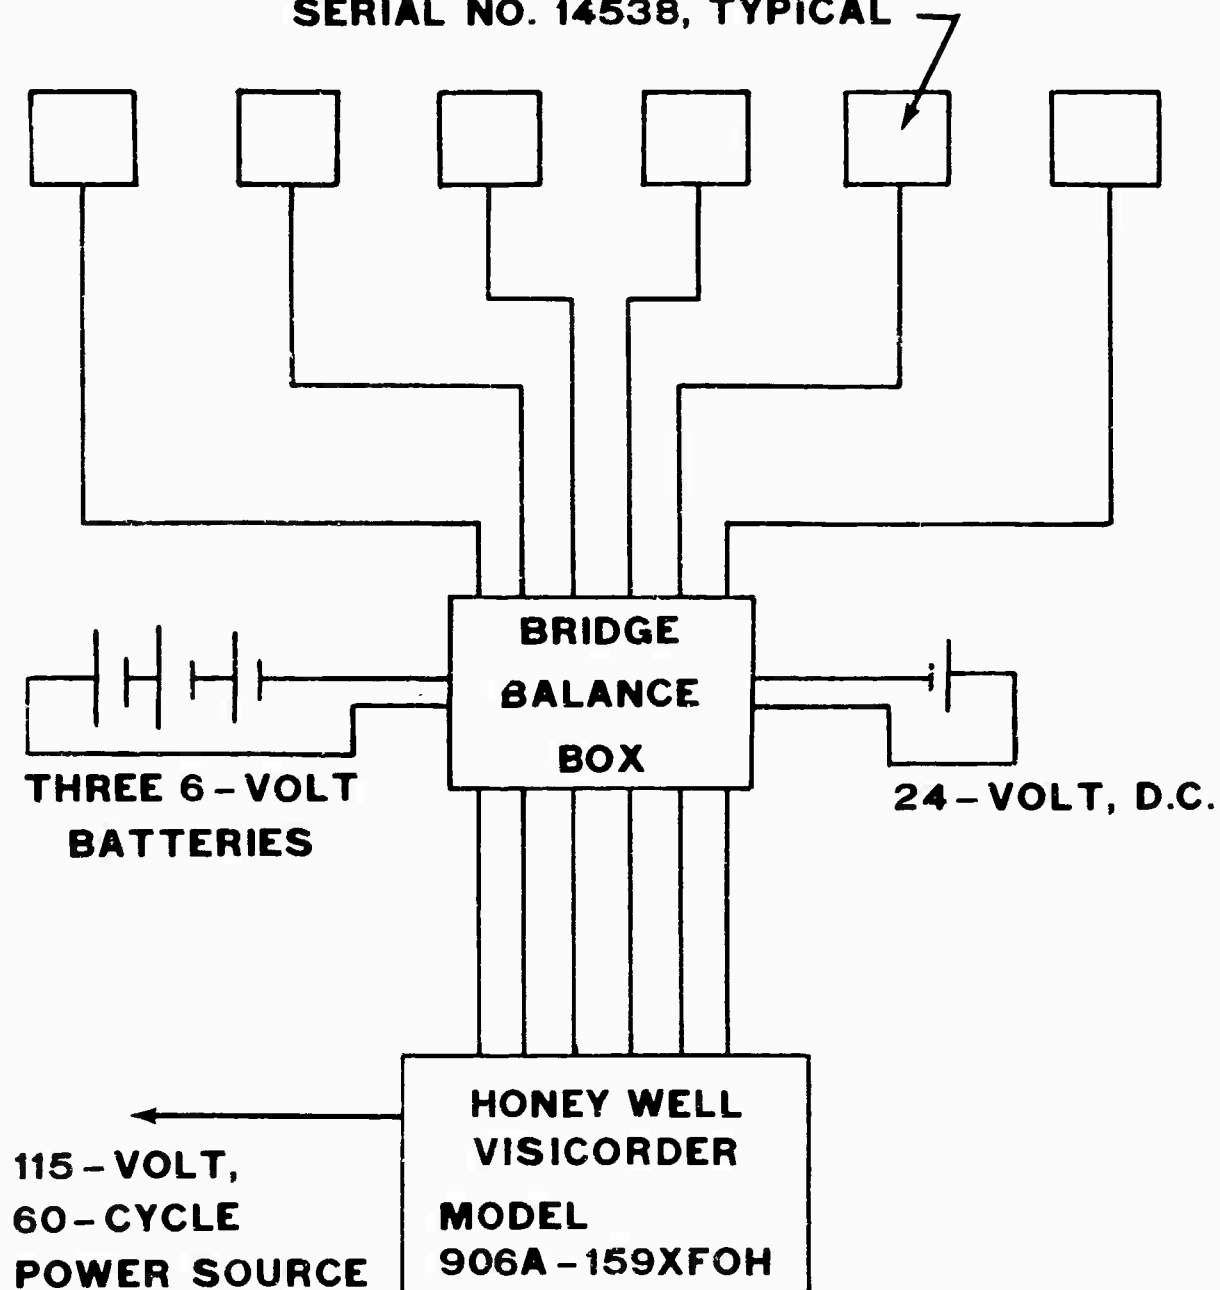 SERIAL NO. 14538, TYPICAL
BRIDGE
BALANCE
BOX
THREE 6-VOLT
BATTERIES
24-VOLT, D.C.
HONEY WELL
VISICORDER
MODEL
906A-159XFOH
115-VOLT,
60-CYCLE
POWER SOURCE